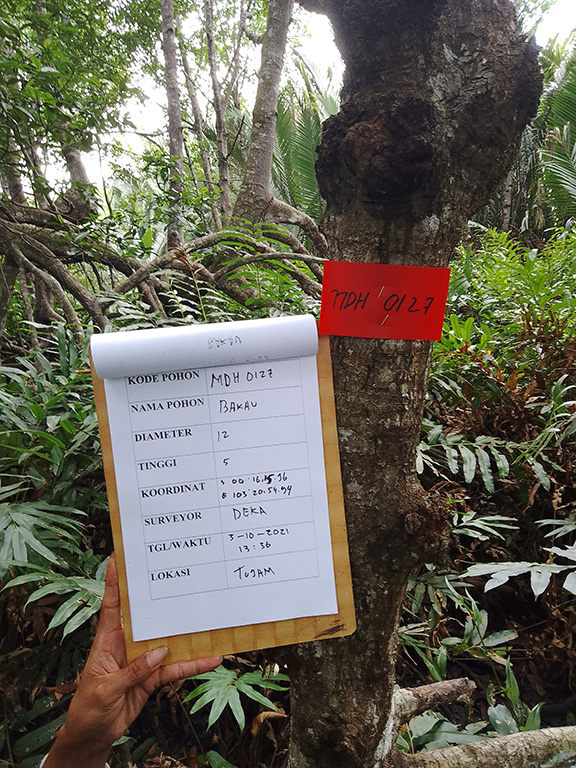 MDH 0127
KODE POHON MDH 0127
NAMA POHON BAKAU
DIAMETER 12
TINGGI 5
KOORDINAT S 00°16.15.36
E 103°20.54.94
SURVEYOR DEKA
TGL/WAKTU 3-10-2021
13:36
LOKASI TUJAM